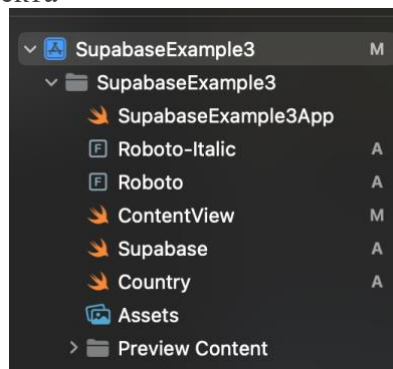 SupabaseExample3 M
SupabaseExample3
SupabaseExample3App
F Roboto-Italic A
F Roboto A
ContentView M
Supabase A
Country A
Assets
Preview Content